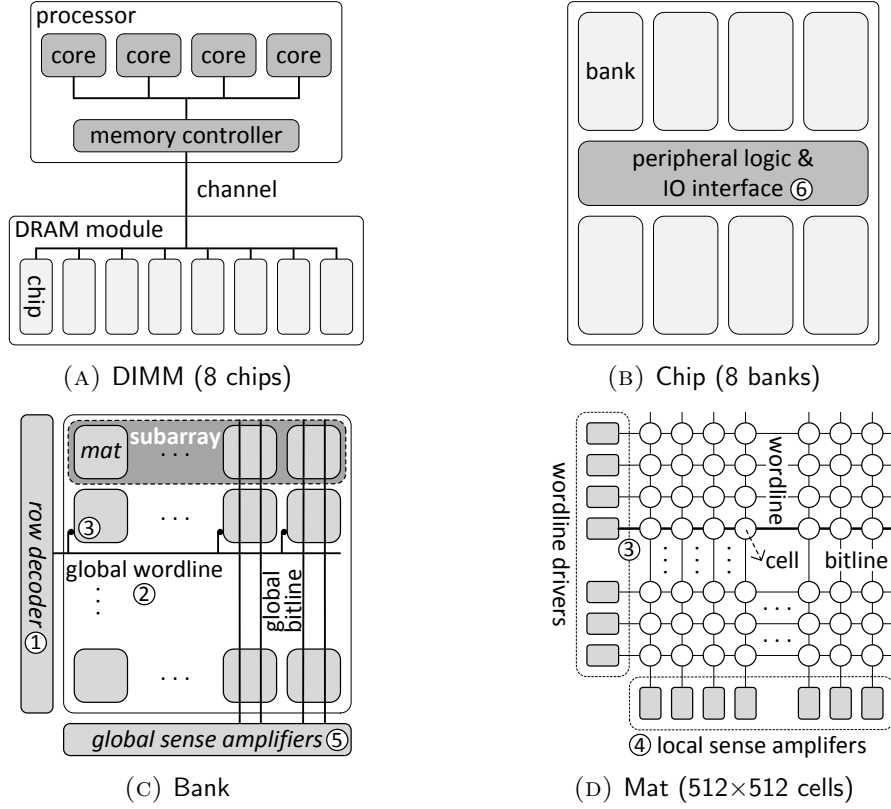 processor
core core core core
memory controller
channel
DRAM module
chip
(A) DIMM (8 chips)
bank
peripheral logic &
IO interface ⑥
(B) Chip (8 banks)
row decoder ①
mat
subarray
. . .
③
. . .
global wordline
②
global
bitline
. . .
. . .
global sense amplifiers ⑤
(C) Bank
wordline drivers
wordline
③
cell
bitline
④ local sense amplifers
(D) Mat (512×512 cells)